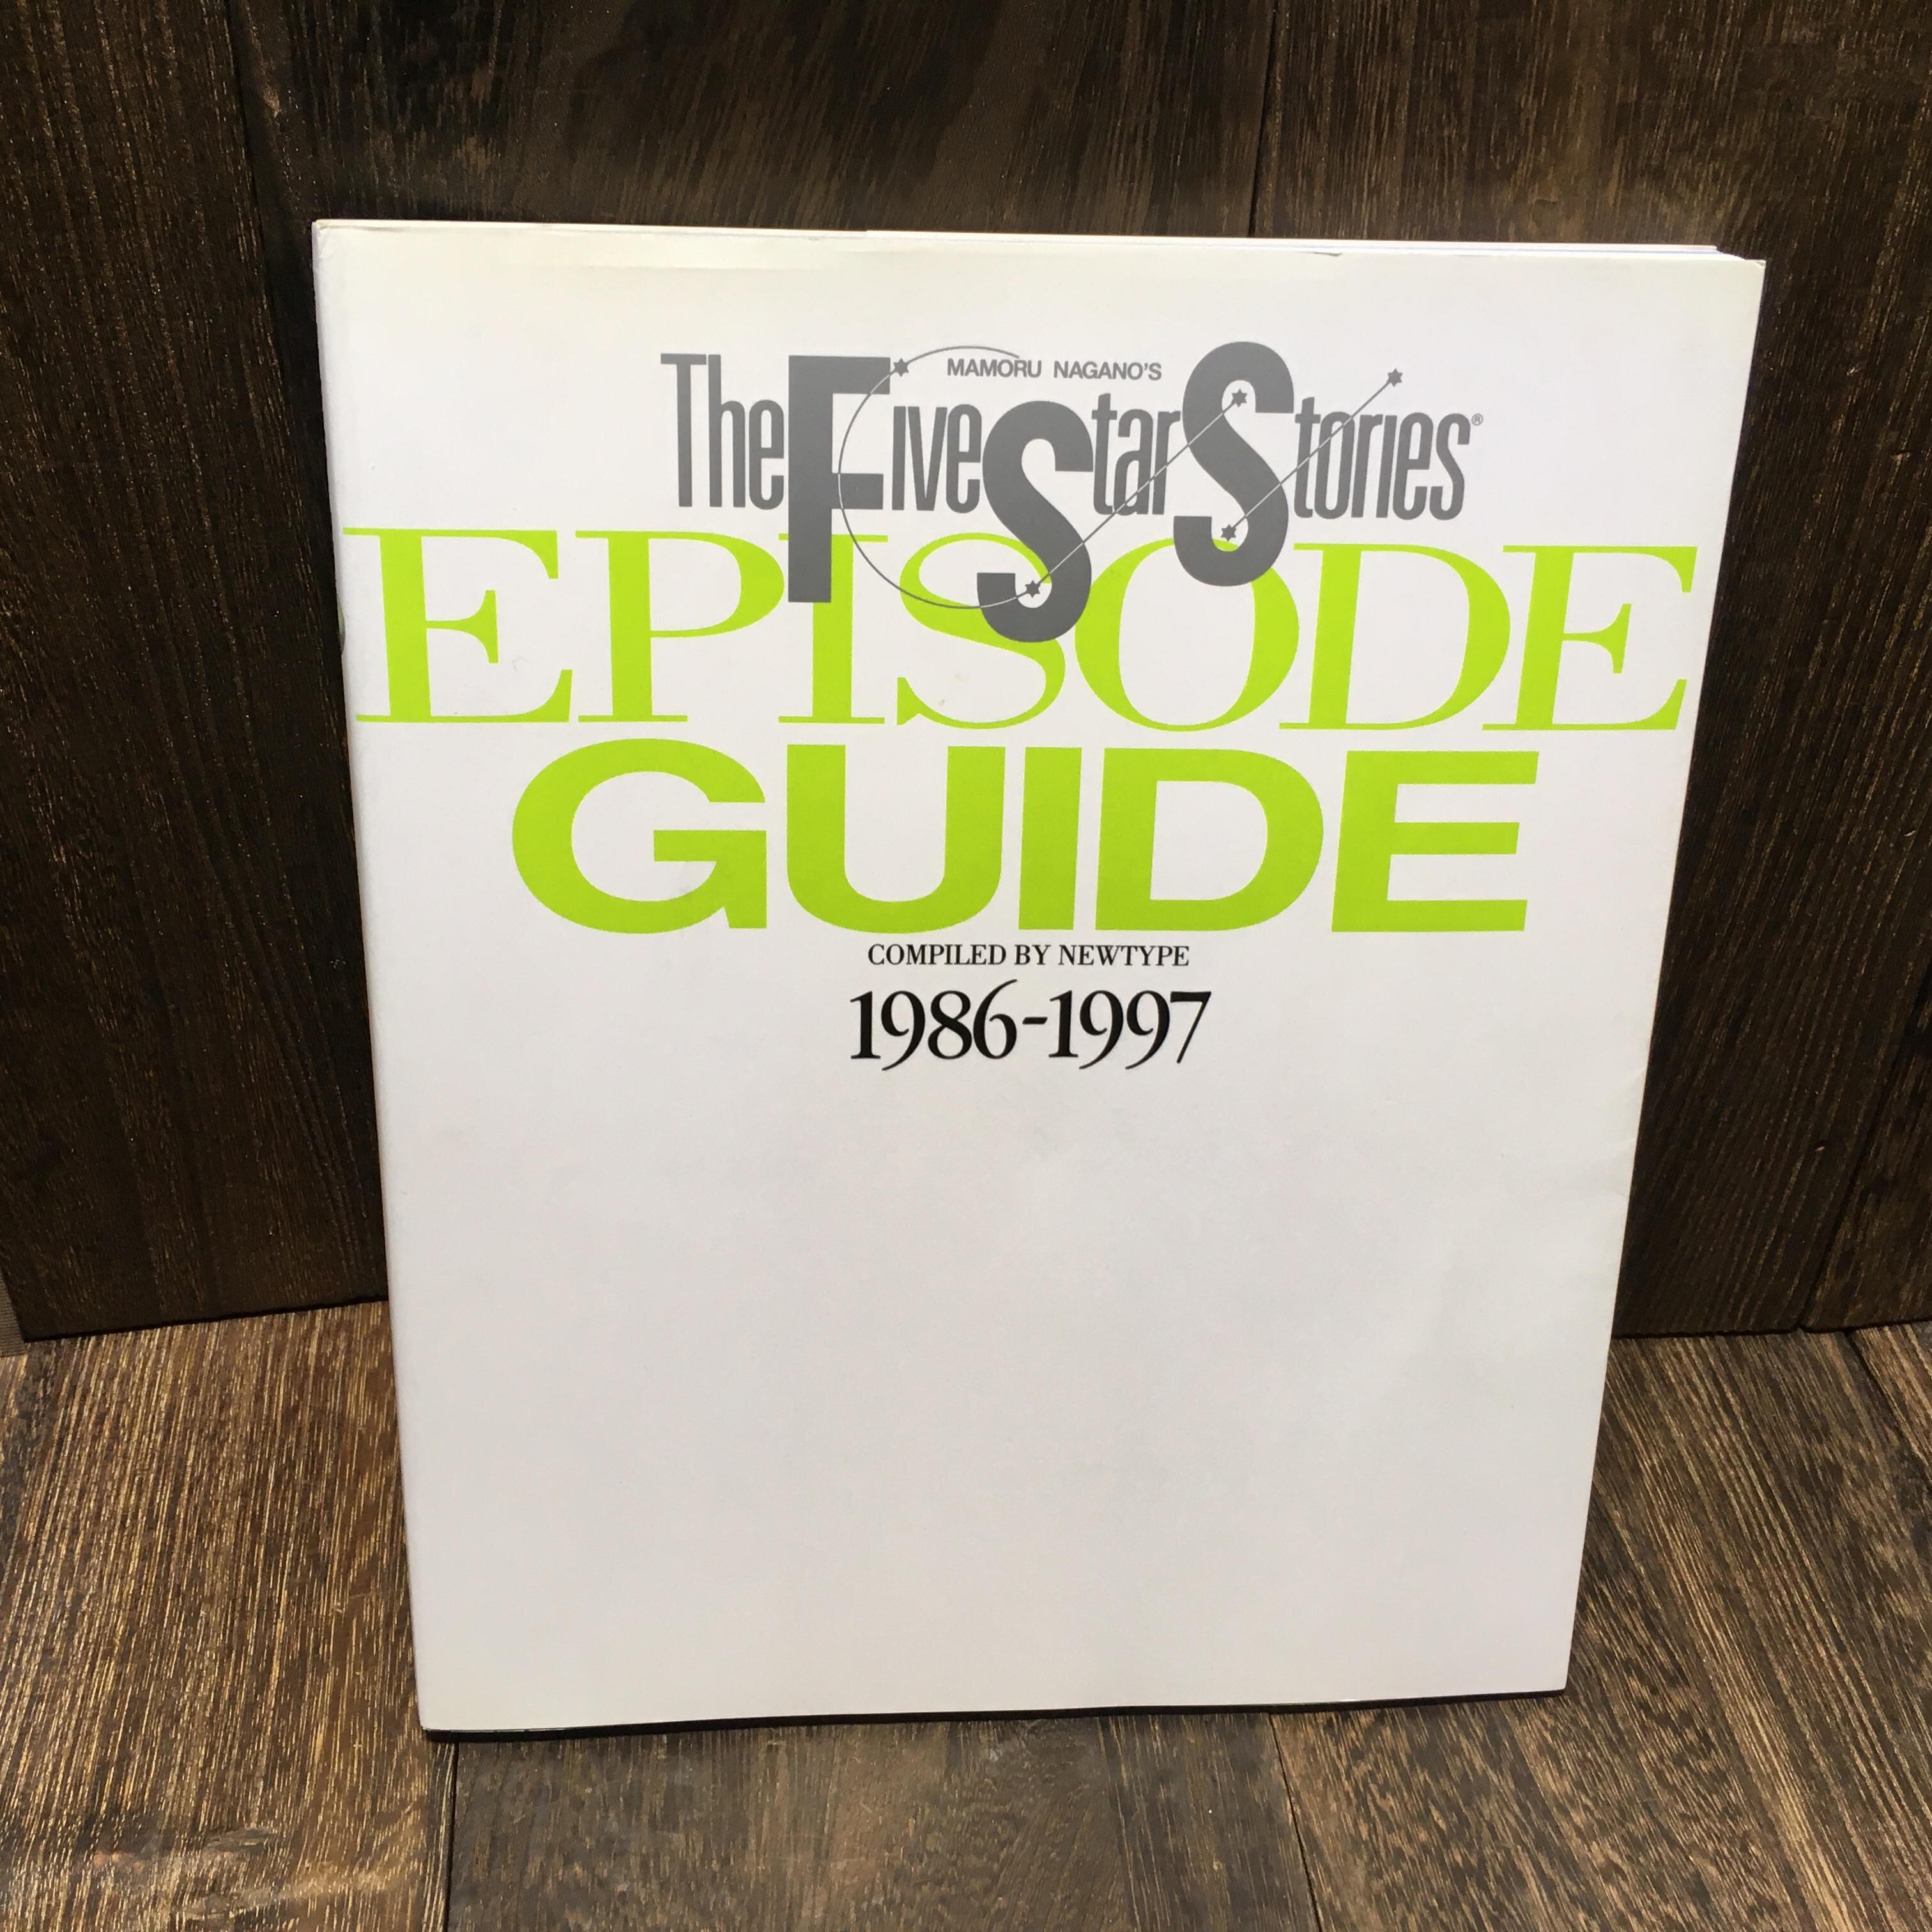 MAMORU NAGANO'S
The Five Star Stories®
EPISODE
GUIDE
COMPILED BY NEWTYPE
1986-1997